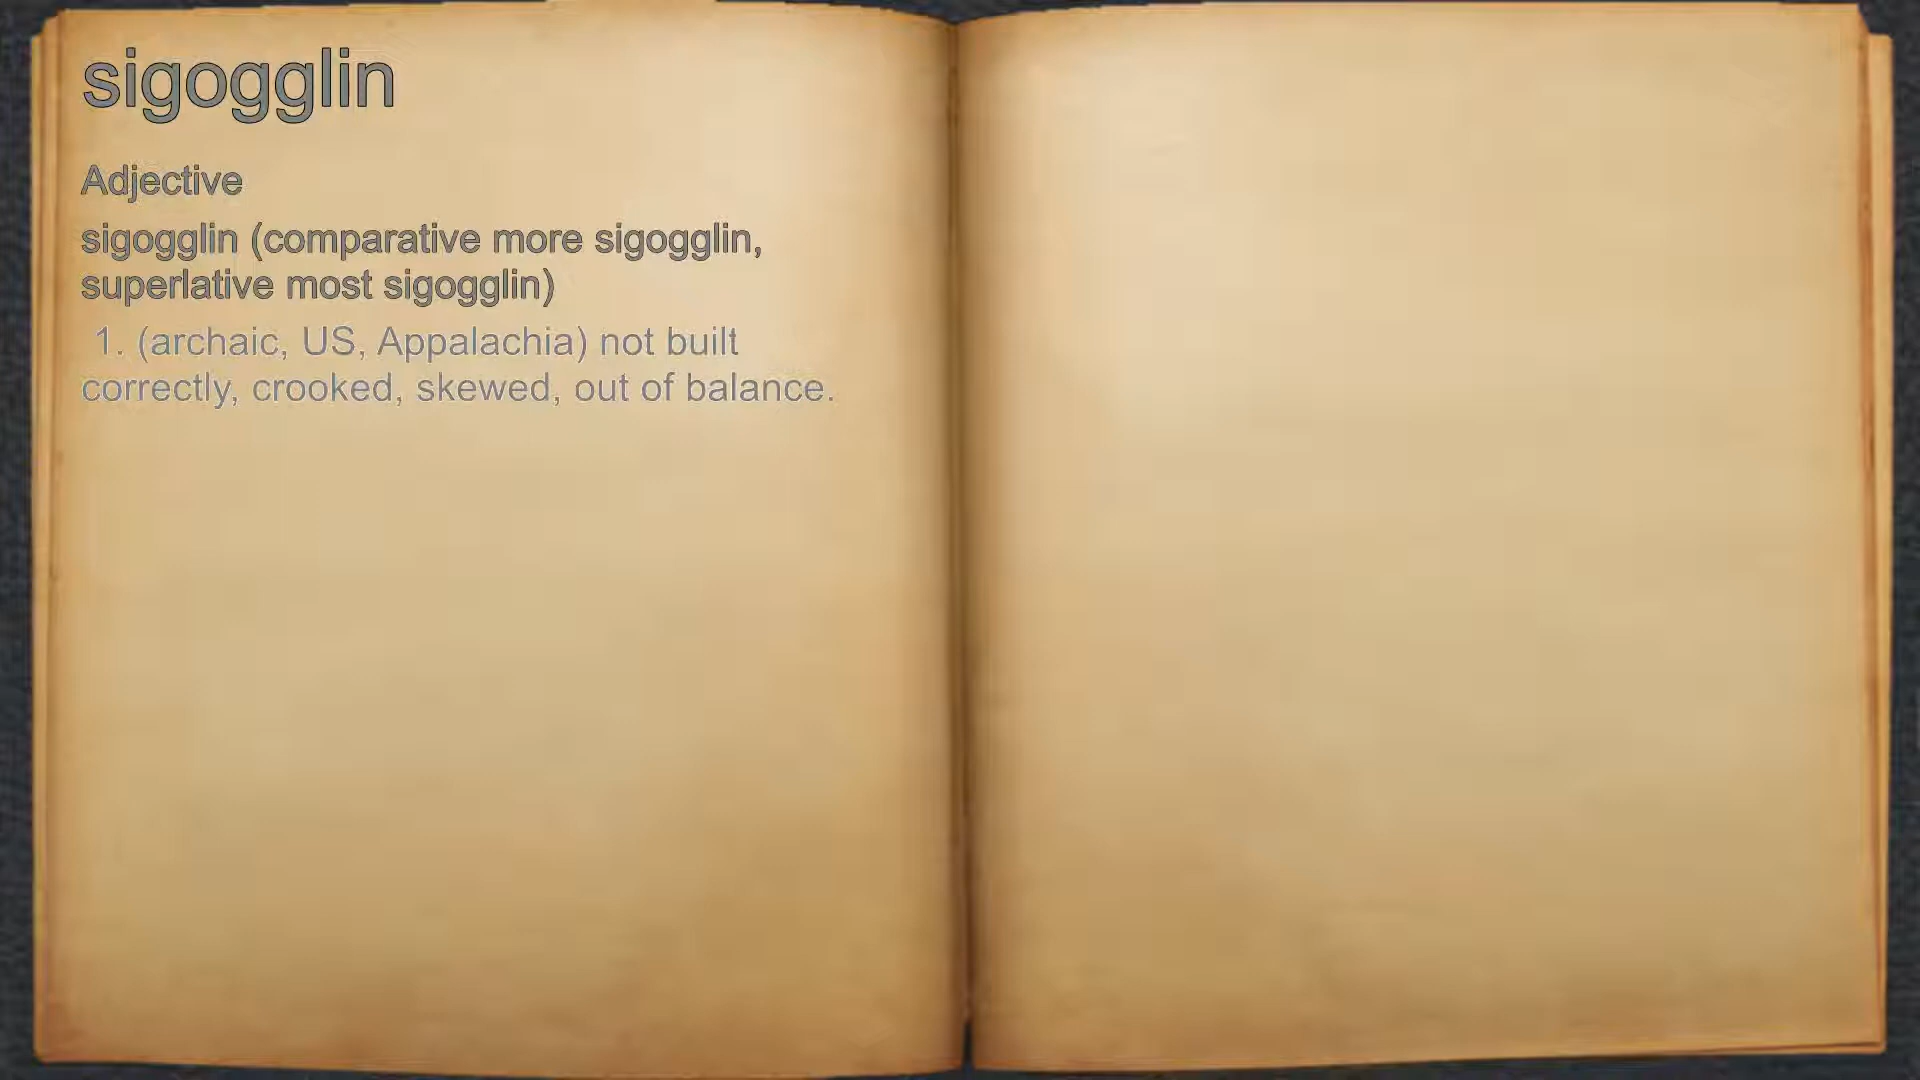 sigogglin
Adjective
sigogglin (comparative more sigogglin,
superlative most sigogglin)
1. (archaic, US, Appalachia) not built
correctly, crooked, skewed, out of balance.